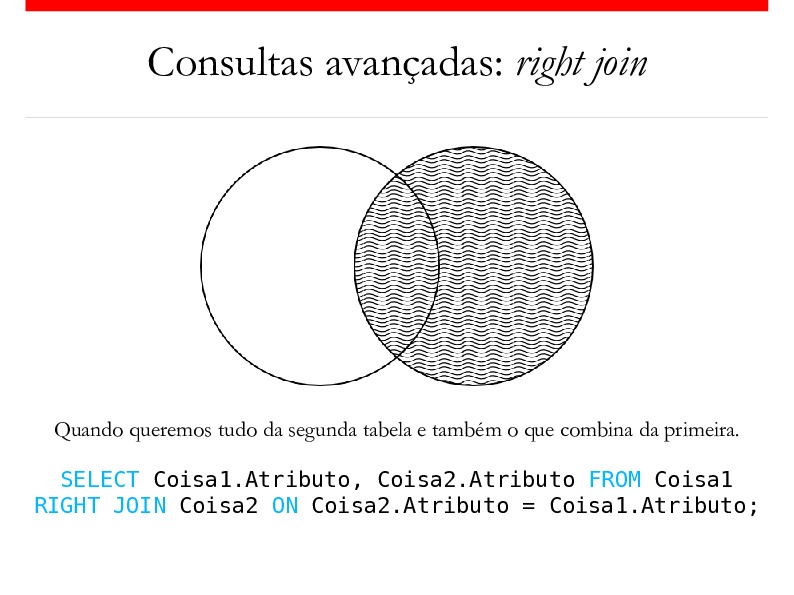 Consultas avançadas: right join
Quando queremos tudo da segunda tabela e também o que combina da primeira.
SELECT Coisa1.Atributo, Coisa2.Atributo FROM Coisa1
RIGHT JOIN Coisa2 ON Coisa2.Atributo = Coisa1.Atributo;